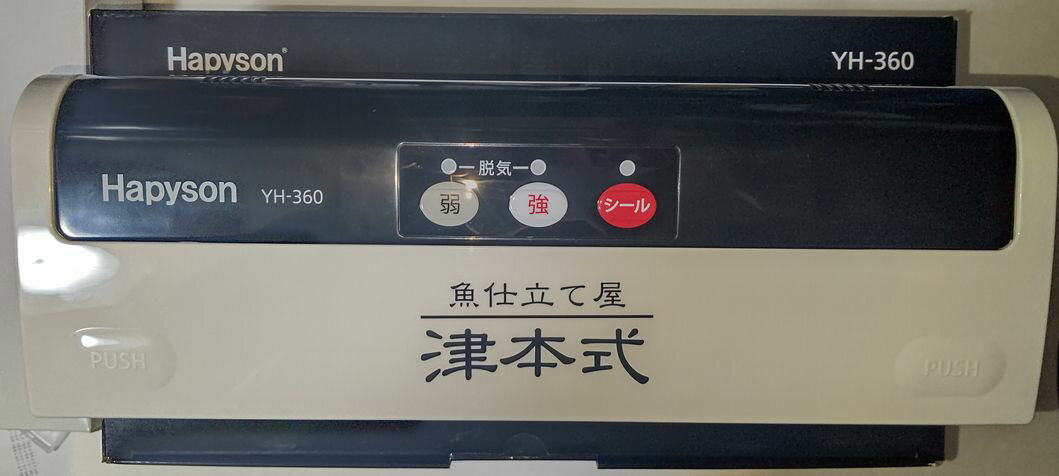 Hapyson® YH-360
脱気
Hapyson YH-360 弱 強 シール
魚仕立て屋
津本式
PUSH PUSH